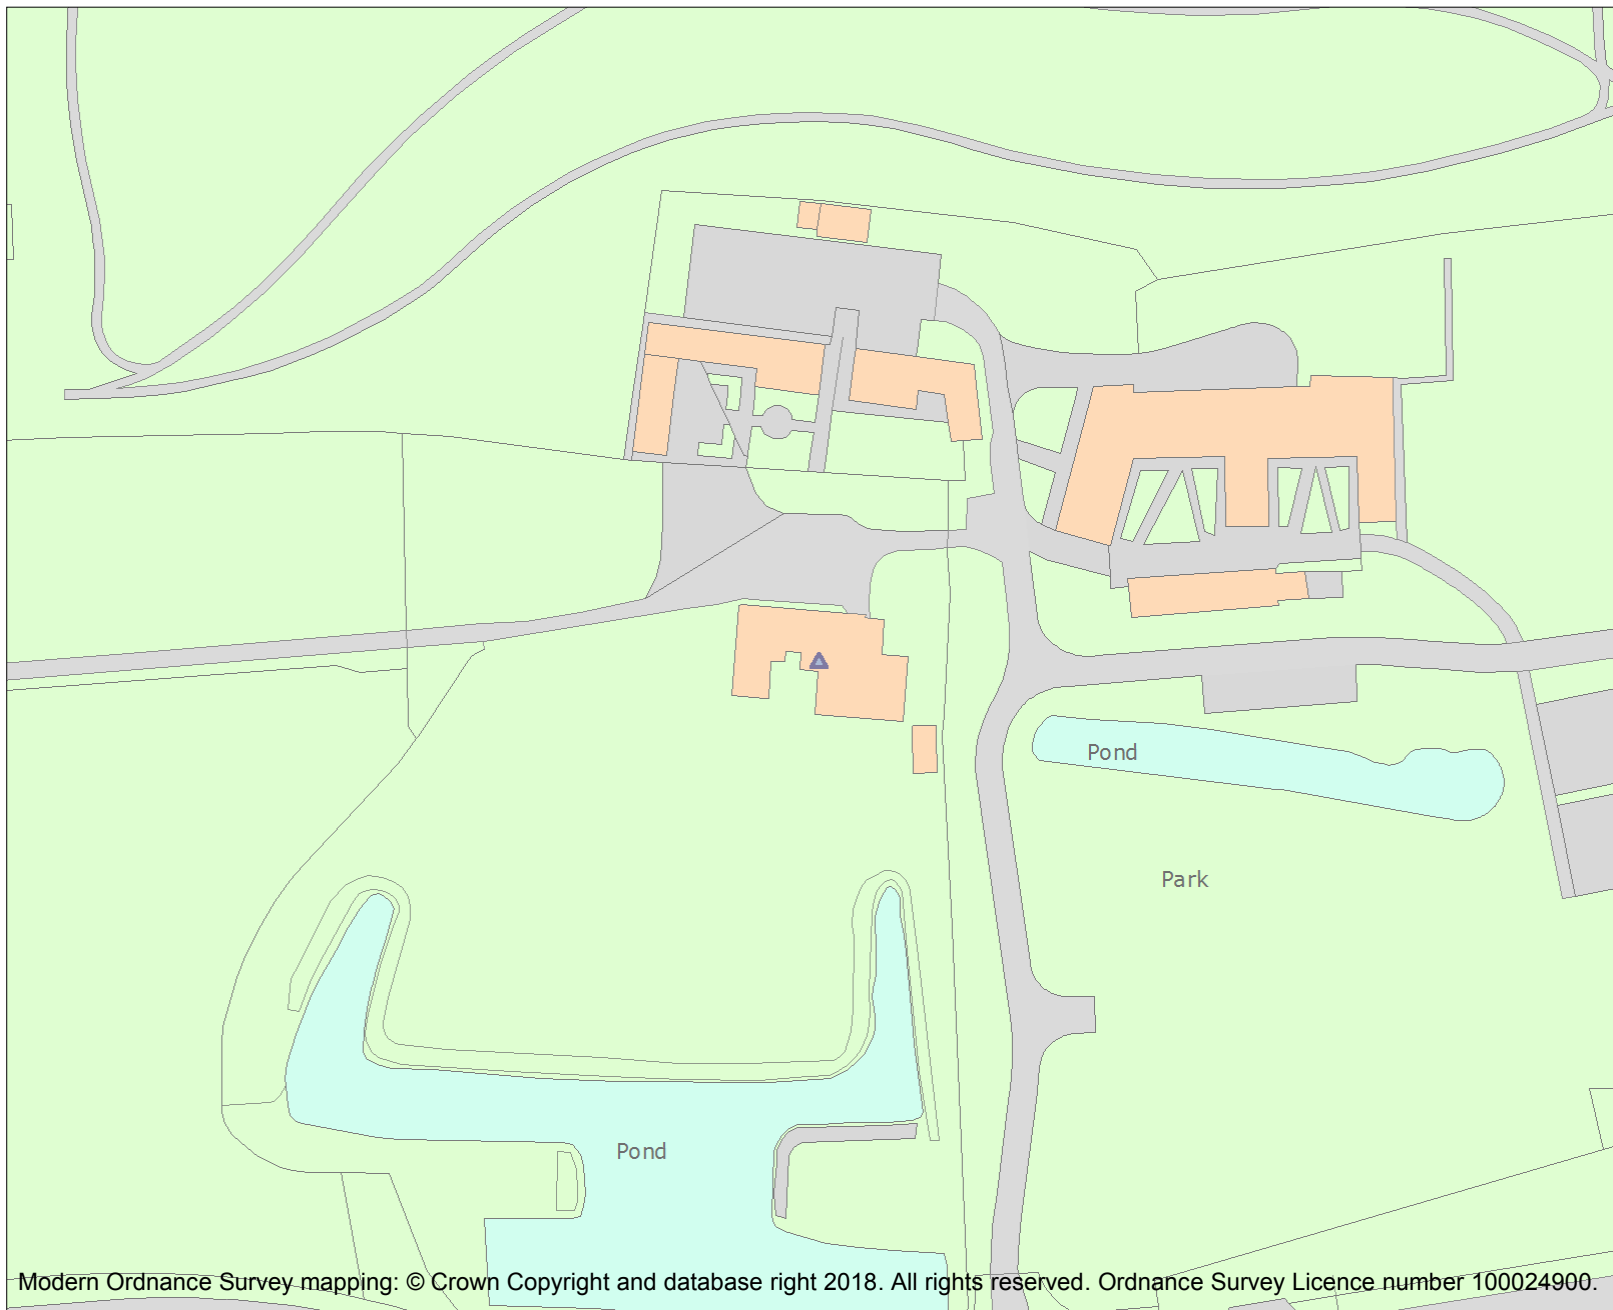 Pond
Park
Pond
Modern Ordnance Survey mapping: © Crown Copyright and database right 2018. All rights reserved. Ordnance Survey Licence number 100024900.